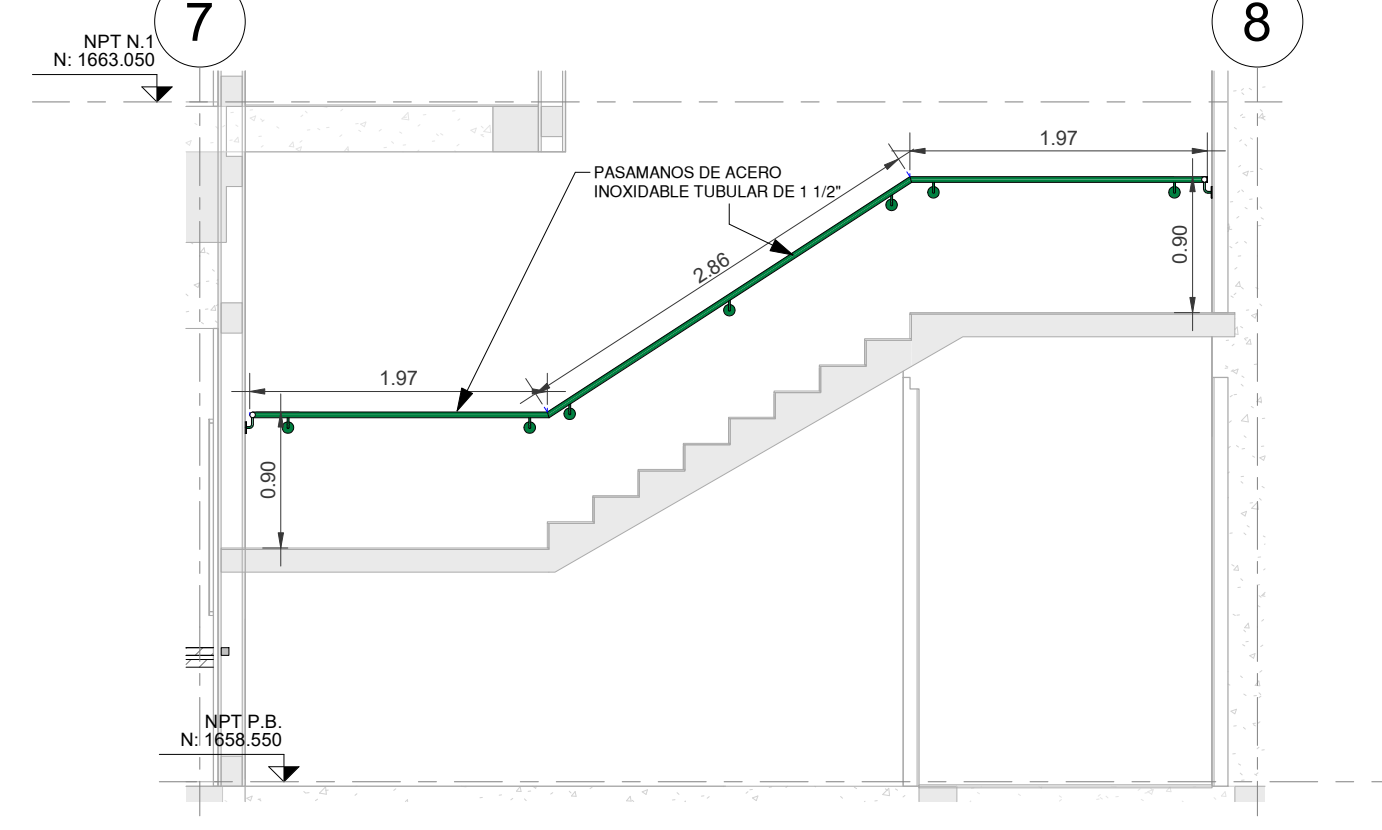 7
8
NPT N.1
N: 1663.050
1.97
PASAMANOS DE ACERO
INOXIDABLE TUBULAR DE 1 1/2"
2.86
0.90
1.97
0.90
NPT P.B.
N: 1658.550